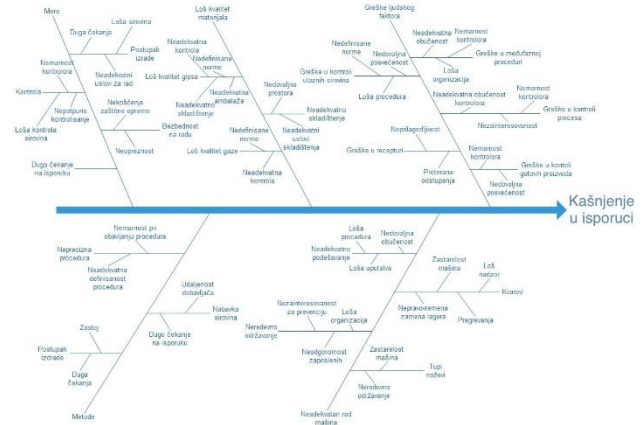 Mere
Duga čekanja
Loša sirovina
Postupak
izrade
Neadekvatni
uslovi za rad
Nemarnost
kontrolora
Kontrola
Nepotpuno
kontrolisanje
Loša kontrola
sirovina
Nekošćenje
zaštitne opreme
Bezbednost
na radu
Neopreznost
Dugo čekanje
na isporuku
Loš kvalitet
materijala
Neadekvatna
kontrola
Nedefinisane
norme
Loš kvalitet gipsa
Neadekvatno
skladištenje
Neadekvatna
ambalaža
Nedovoljno
prostora
Neadekvatno
skladištenje
Nedefinisane
norme
Neadekvatni
uslovi
skladištenja
Loš kvalitet gaze
Neadekvatna
kontrola
Greške ljudskog
faktora
Nedefinisane
norme
Nedovoljna
posvećenost
Greške u kontroli
ulaznih sirovina
Loša procedura
Neadekvatna
obučenost
Nemarnost
kontrolora
Greške u međufaznoj
proceduri
Loša
organizacija
Naadekvatna obučenost
kontrolora
Nemarnost
kontrolora
Greške u kontroli
procesa
Nezainteresovanost
Neprilagodljivost
Greške u recepturi
Preterana
odstupanja
Nemarnost
kontrolora
Greške u kontoli
gotovih proizvoda
Nedovoljna
posvećenost
Kašnjenje
u isporuci
Nemarnost pri
obavljanju procedura
Neprecizna
procedura
Neadekvatna
definisanost
procedura
Udaljenost
dobavljača
Nabavka
sirovina
Dugo čekanje
na isporuku
Zastoj
Postupak
izdrade
Duga
čekanja
Metode
Loša
procedura
Nedovoljna
obučenost
Neadekvatno
podešavanje
Loša uputstva
Zastarelost
mašina
Loš
nadzor
Kvarovi
Nepravovremena
zamena lagera
Pregrevanja
Nezainteresovanost
za prevenciju
Loša
organizacija
Neredovno
održavanje
Neodgovornost
zaposlenih
Zastarelost
mašina
Tupi
noževi
Neredovno
održavanje
Neadekvatan rad
mašina